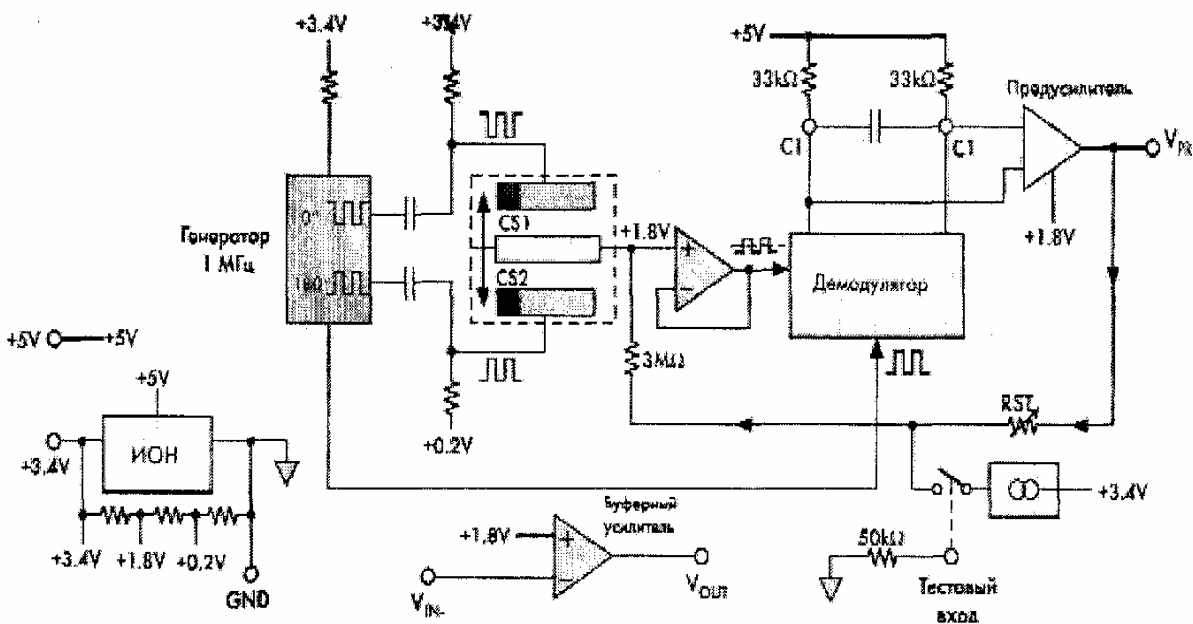 +3.4V
+3.4V
+5V
33kΩ
33kΩ
Предусилитель
C1
C1
0°
CS1
+1.8V
+
−
Генератор
1 МГц
180°
CS2
+1.8V
Демодулятор
+5V
+5V
3MΩ
+5V
RST
ИОН
+3.4V
+0.2V
+3.4V
Буферный
усилитель
+3.4V
+1.8V
+0.2V
+1.8V
+
−
50kΩ
GND
V IN-
V OUT
Тестовый
вход